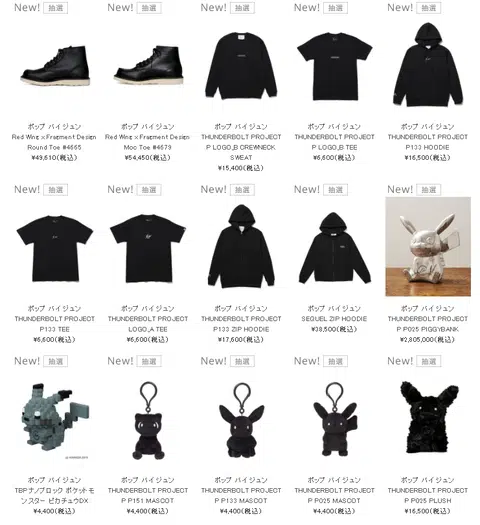 New! 抽選
New! 抽選
New! 抽選
New! 抽選
New! 抽選
ポップ バイジュン
Red Wing x Fragment Design
Round Toe #4665
¥49,610(税込)
ポップ バイジュン
Red Wing x Fragment Design
Moc Toe #4679
¥54,450(税込)
ポップ バイジュン
THUNDERBOLT PROJECT
P LOGO,B CREWNECK
SWEAT
¥15,400(税込)
ポップ バイジュン
THUNDERBOLT PROJECT
P LOGO,B TEE
¥6,600(税込)
ポップ バイジュン
THUNDERBOLT PROJECT
P133 HOODIE
¥16,500(税込)
New! 抽選
New! 抽選
New! 抽選
New! 抽選
New! 抽選
ポップ バイジュン
THUNDERBOLT PROJECT
P133 TEE
¥6,600(税込)
ポップ バイジュン
THUNDERBOLT PROJECT
LOGO,A TEE
¥6,600(税込)
ポップ バイジュン
THUNDERBOLT PROJECT
P133 ZIP HOODIE
¥17,600(税込)
ポップ バイジュン
SEQUEL ZIP HOODIE
¥38,500(税込)
ポップ バイジュン
THUNDERBOLT PROJECT
P P025 PIGGYBANK
¥2,805,000(税込)
New! 抽選
New! 抽選
New! 抽選
New! 抽選
New! 抽選
ポップ バイジュン
TBPナノブロック ポケットモ
ンスター ピカチュウDX
¥4,400(税込)
ポップ バイジュン
THUNDERBOLT PROJECT
P P151 MASCOT
¥4,400(税込)
ポップ バイジュン
THUNDERBOLT PROJECT
P P133 MASCOT
¥4,400(税込)
ポップ バイジュン
THUNDERBOLT PROJECT
P P025 MASCOT
¥4,400(税込)
ポップ バイジュン
THUNDERBOLT PROJECT
P P025 PLUSH
¥16,500(税込)